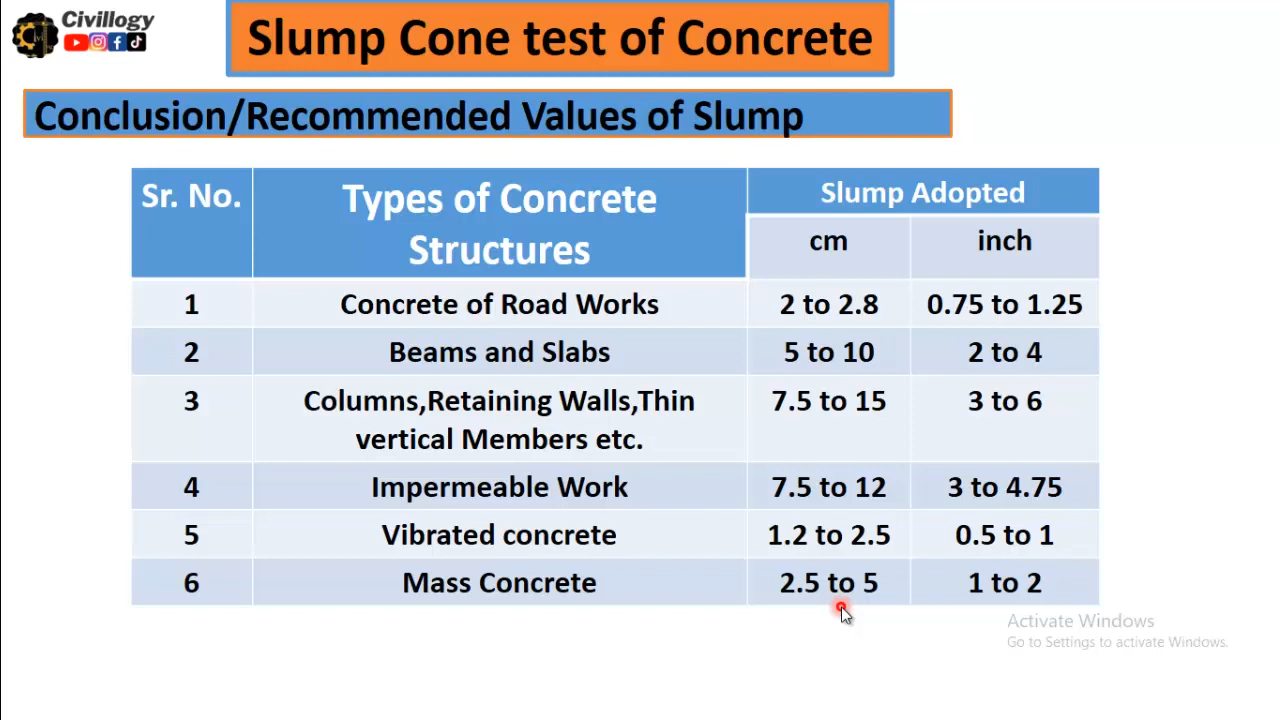 Civillogy
Slump Cone test of Concrete
Conclusion/Recommended Values of Slump
Sr. No. Types of Concrete Structures Slump Adopted
cm inch
1 Concrete of Road Works 2 to 2.8 0.75 to 1.25
2 Beams and Slabs 5 to 10 2 to 4
3 Columns,Retaining Walls,Thin 7.5 to 15 3 to 6
vertical Members etc.
4 Impermeable Work 7.5 to 12 3 to 4.75
5 Vibrated concrete 1.2 to 2.5 0.5 to 1
6 Mass Concrete 2.5 to 5 1 to 2
Activate Windows
Go to Settings to activate Windows.